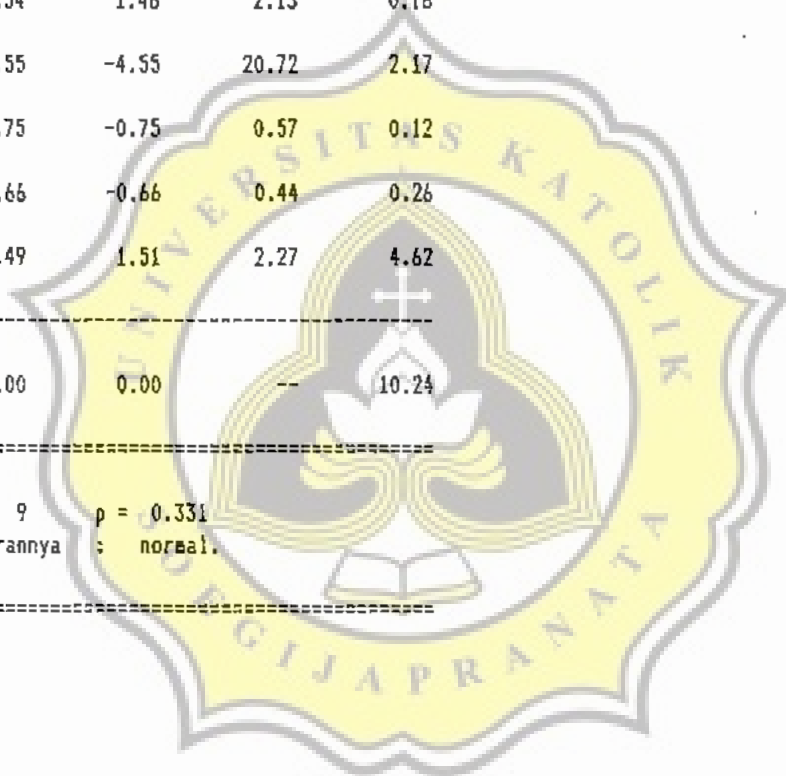 1.46 2.13 0.16
55 -4.55 20.72 2.17
75 -0.75 0.57 0.12
66 -0.66 0.44 0.26
49 1.51 2.27 4.62
00 0.00 -- 10.24
9 p = 0.331
rannya : normal.
UNIVERSITAS KATOLIK
SOEGIJAPRANATA